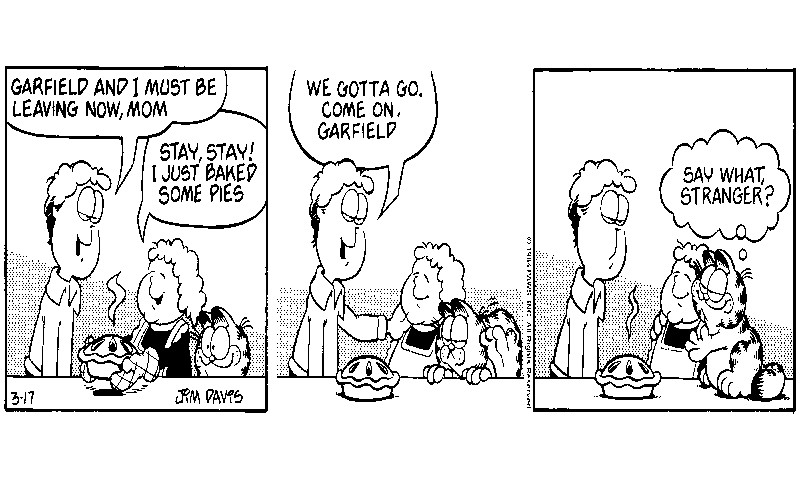 GARFIELD AND I MUST BE
LEAVING NOW, MOM
STAY, STAY!
I JUST BAKED
SOME PIES
3-17
JIM DAVIS
WE GOTTA GO.
COME ON,
GARFIELD
SAY WHAT,
STRANGER?